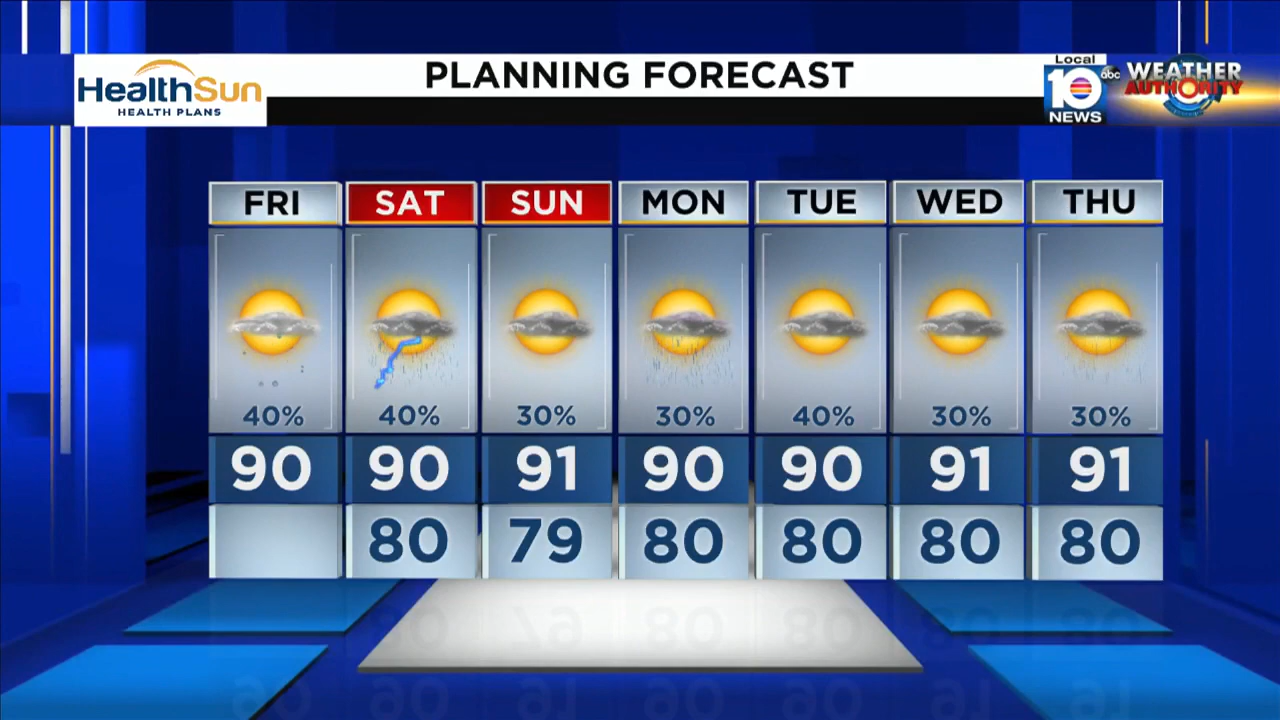 HealthSun
HEALTH PLANS
PLANNING FORECAST
Local
10
NEWS
abc
WEATHER
AUTHORITY
FRI SAT SUN MON TUE WED THU
40% 40% 30% 30% 40% 30% 30%
90 90 91 90 90 91 91
80 79 80 80 80 80